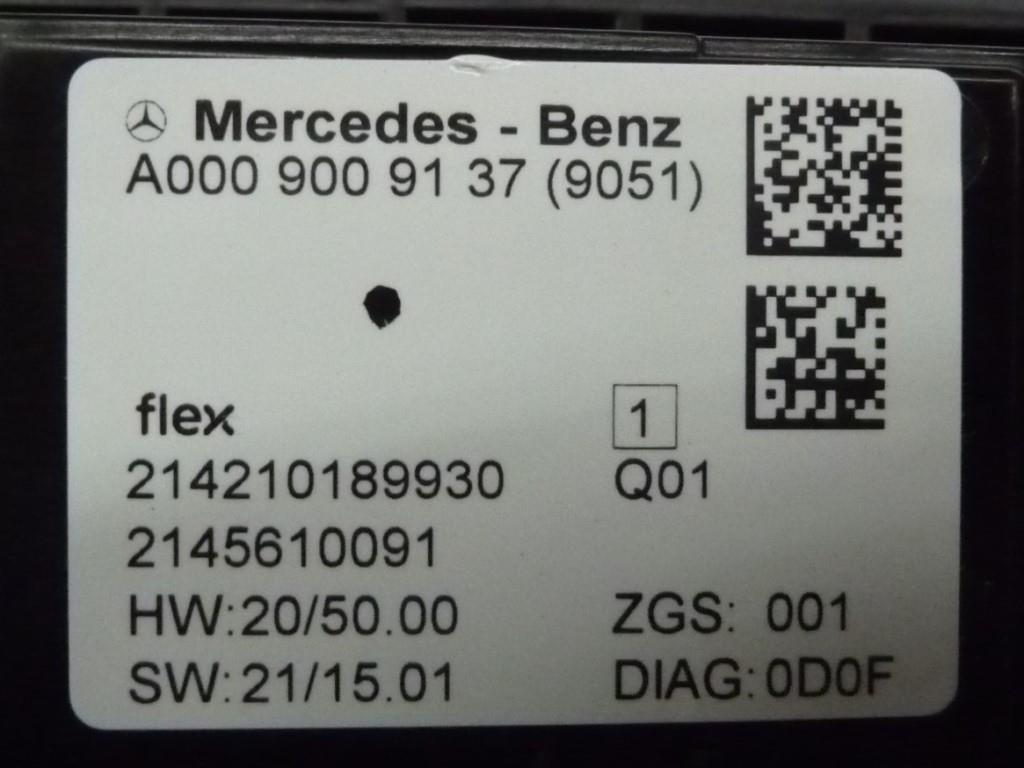 Mercedes - Benz
A000 900 91 37 (9051)
flex
1
214210189930
Q01
2145610091
HW:20/50.00
ZGS: 001
SW:21/15.01
DIAG:0D0F